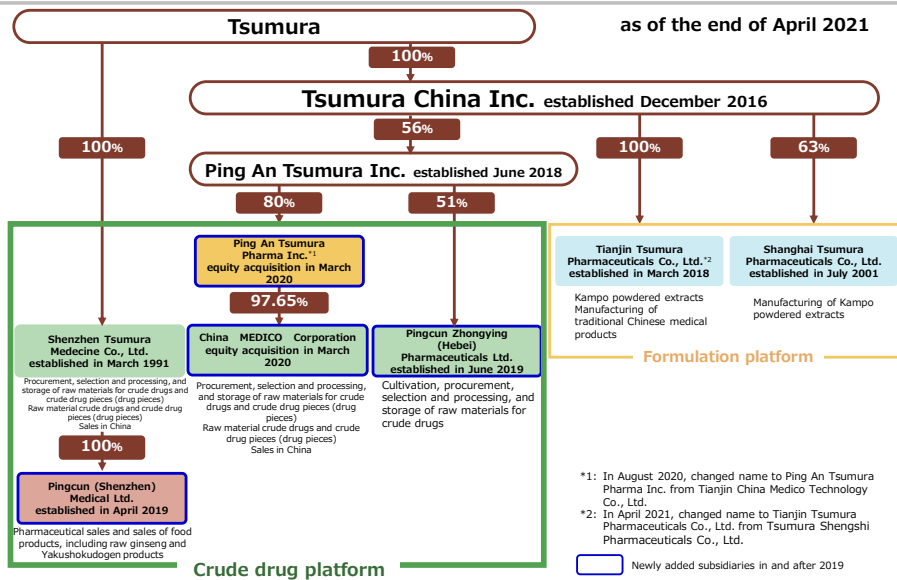 Tsumura
as of the end of April 2021
100%
Tsumura China Inc. established December 2016
100%
56%
100%
63%
Ping An Tsumura Inc. established June 2018
80%
51%
Ping An Tsumura
Pharma Inc.*1
equity acquisition in March
2020
97.65%
Tianjin Tsumura
Pharmaceuticals Co., Ltd.*2
established in March 2018
Shanghai Tsumura
Pharmaceuticals Co., Ltd.
established in July 2001
Kampo powdered extracts
Manufacturing of
traditional Chinese medical
products
Manufacturing of Kampo
powdered extracts
Formulation platform
Shenzhen Tsumura
Medecine Co., Ltd.
established in March 1991
China MEDICO Corporation
equity acquisition in March
2020
Pingcun Zhongying
(Hebei)
Pharmaceuticals Ltd.
established in June 2019
Procurement, selection and processing, and
storage of raw materials for crude drugs and
crude drug pieces (drug pieces)
Raw material crude drugs and crude drug
pieces (drug pieces)
Sales in China
Procurement, selection and processing,
and storage of raw materials for crude
drugs and crude drug pieces (drug
pieces)
Raw material crude drugs and crude
drug pieces (drug pieces)
Sales in China
Cultivation, procurement,
selection and processing, and
storage of raw materials for
crude drugs
100%
Pingcun (Shenzhen)
Medical Ltd.
established in April 2019
Pharmaceutical sales and sales of food
products, including raw ginseng and
Yakushokudogen products
Crude drug platform
*1: In August 2020, changed name to Ping An Tsumura
Pharma Inc. from Tianjin China Medico Technology
Co., Ltd.
*2: In April 2021, changed name to Tianjin Tsumura
Pharmaceuticals Co., Ltd. from Tsumura Shengshi
Pharmaceuticals Co., Ltd.
Newly added subsidiaries in and after 2019